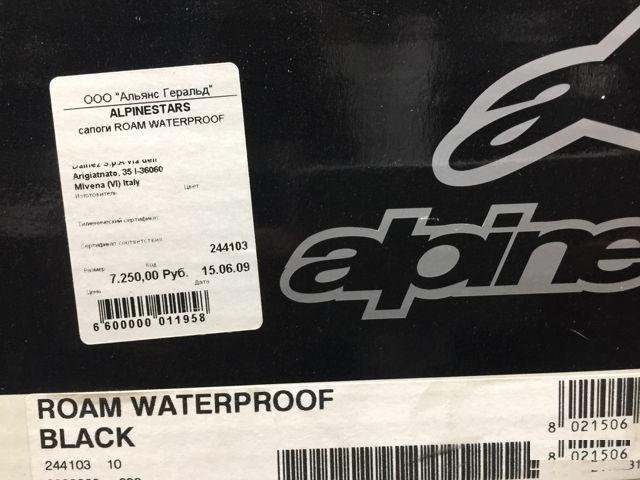 ООО "Альянс Геральд"
ALPINESTARS
сапоги ROAM WATERPROOF
Dainez S.p.A via dell
Arigiatnato, 35 I-36060
Mivena (VI) Italy
Изготовитель Цвет
Гигиенический сертификат:
Сертификат соответствия:
244103
Размер Код
7.250,00 Руб. 15.06.09
Цена Дата
6 600000 011958
alpine
ROAM WATERPROOF
BLACK
244103 10
8 021506
8 021506